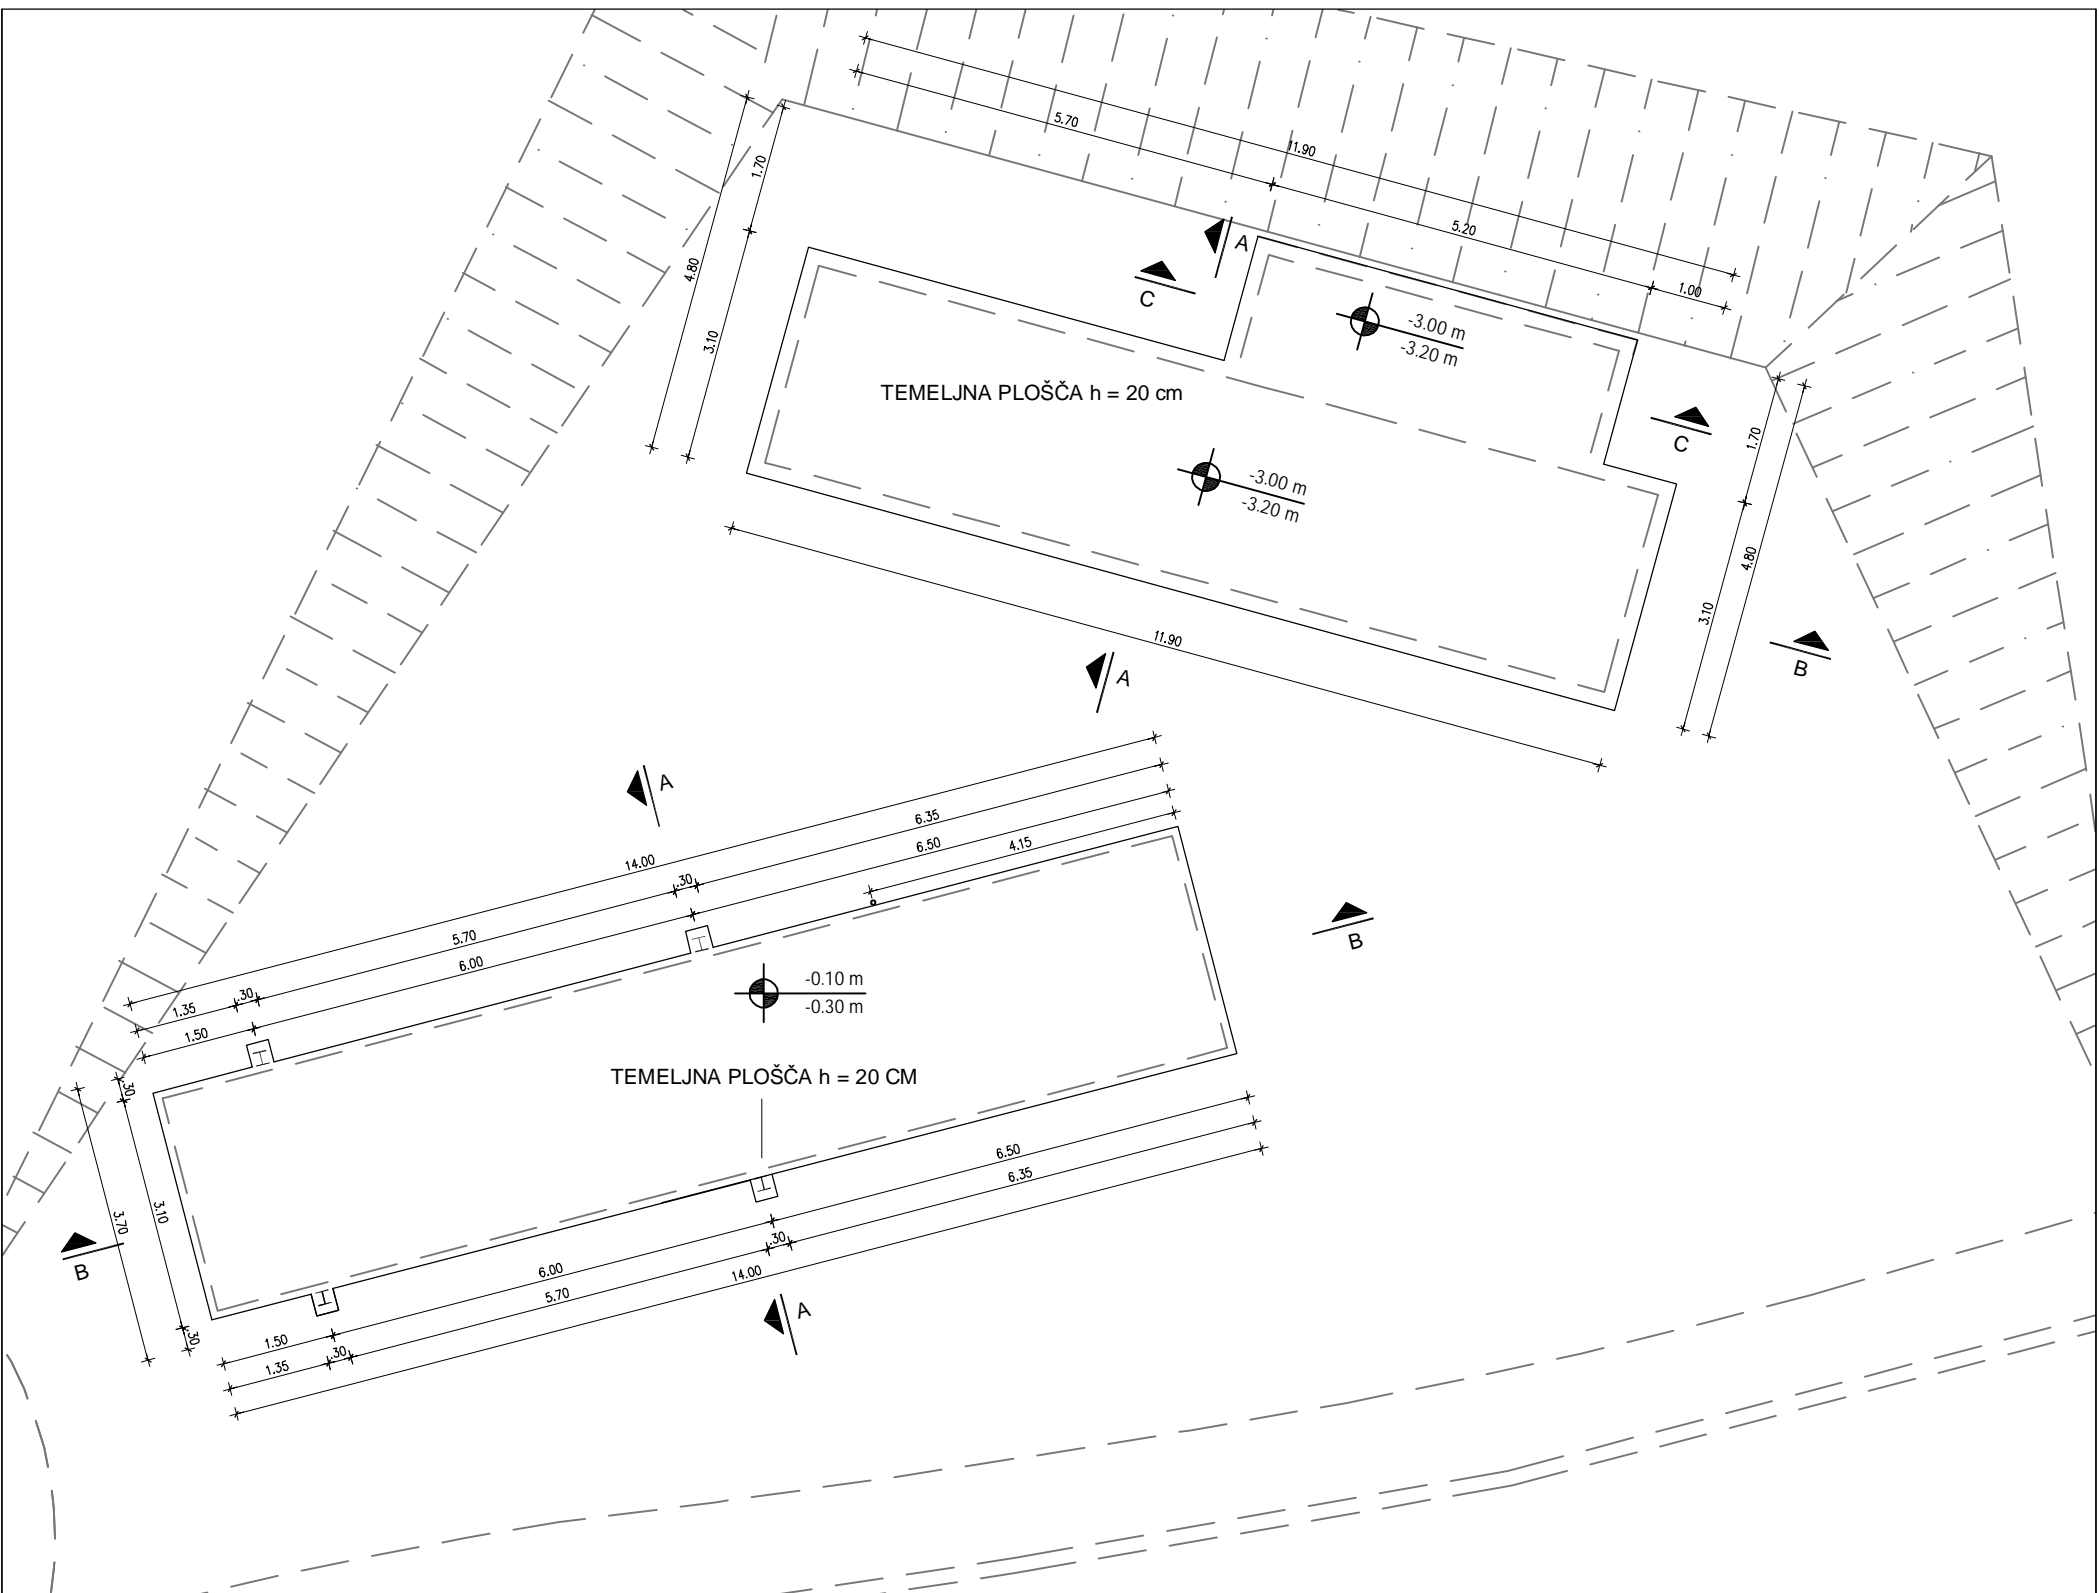 5.70
11.90
1.70
A
5.20
4.80
C
1.00
-3.00 m
-3.20 m
3.10
TEMELJNA PLOŠČA h = 20 cm
C
1.70
-3.00 m
-3.20 m
4.80
3.10
11.90
B
A
A
6.35
6.50
4.15
14.00
.30
5.70
6.00
B
-0.10 m
-0.30 m
.30
1.35
1.50
TEMELJNA PLOŠČA h = 20 CM
.30
3.10
3.70
B
6.50
6.35
.30
6.00
14.00
5.70
A
.30
1.50
.30
1.35